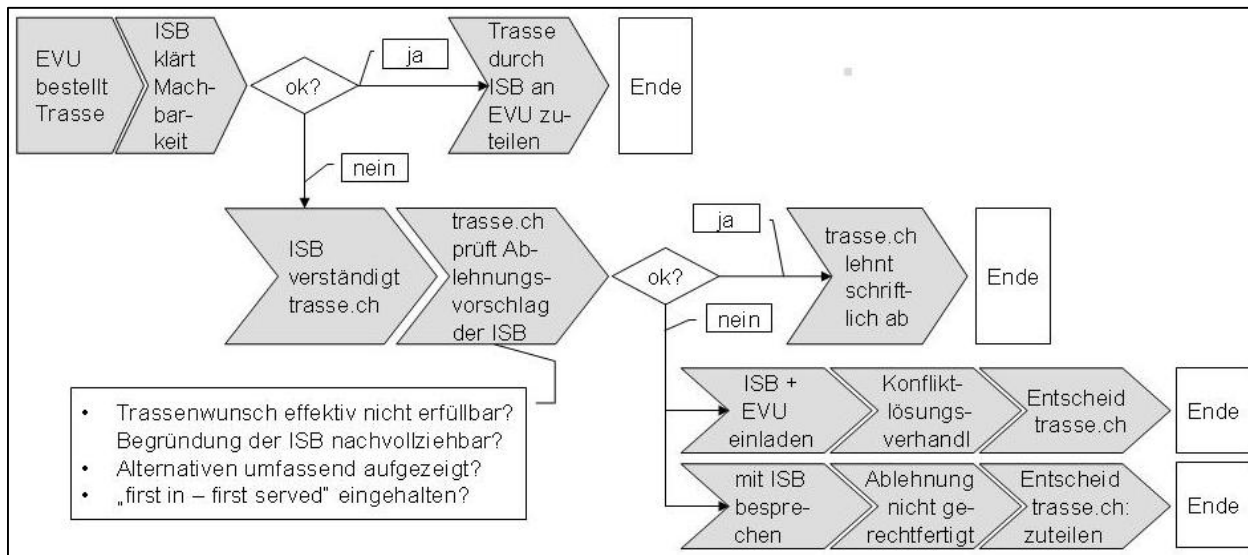 EVU
bestellt
Trasse
ISB
klärt
Mach-
bar-
keit
ok?
ja
Trasse
durch
ISB an
EVU zu-
teilen
Ende
nein
ISB
verständigt
trasse.ch
trasse.ch
prüft Ab-
lehnungs-
vorschlag
der ISB
ok?
ja
trasse.ch
lehnt
schrift-
lich ab
Ende
nein
• Trassenwunsch effektiv nicht erfüllbar?
Begründung der ISB nachvollziehbar?
• Alternativen umfassend aufgezeigt?
• „first in – first served" eingehalten?
ISB +
EVU
einladen
Konflikt-
lösungs-
verhandl
Entscheid
trasse.ch
Ende
mit ISB
bespre-
chen
Ablehnung
nicht ge-
rechtfertigt
Entscheid
trasse.ch:
zuteilen
Ende